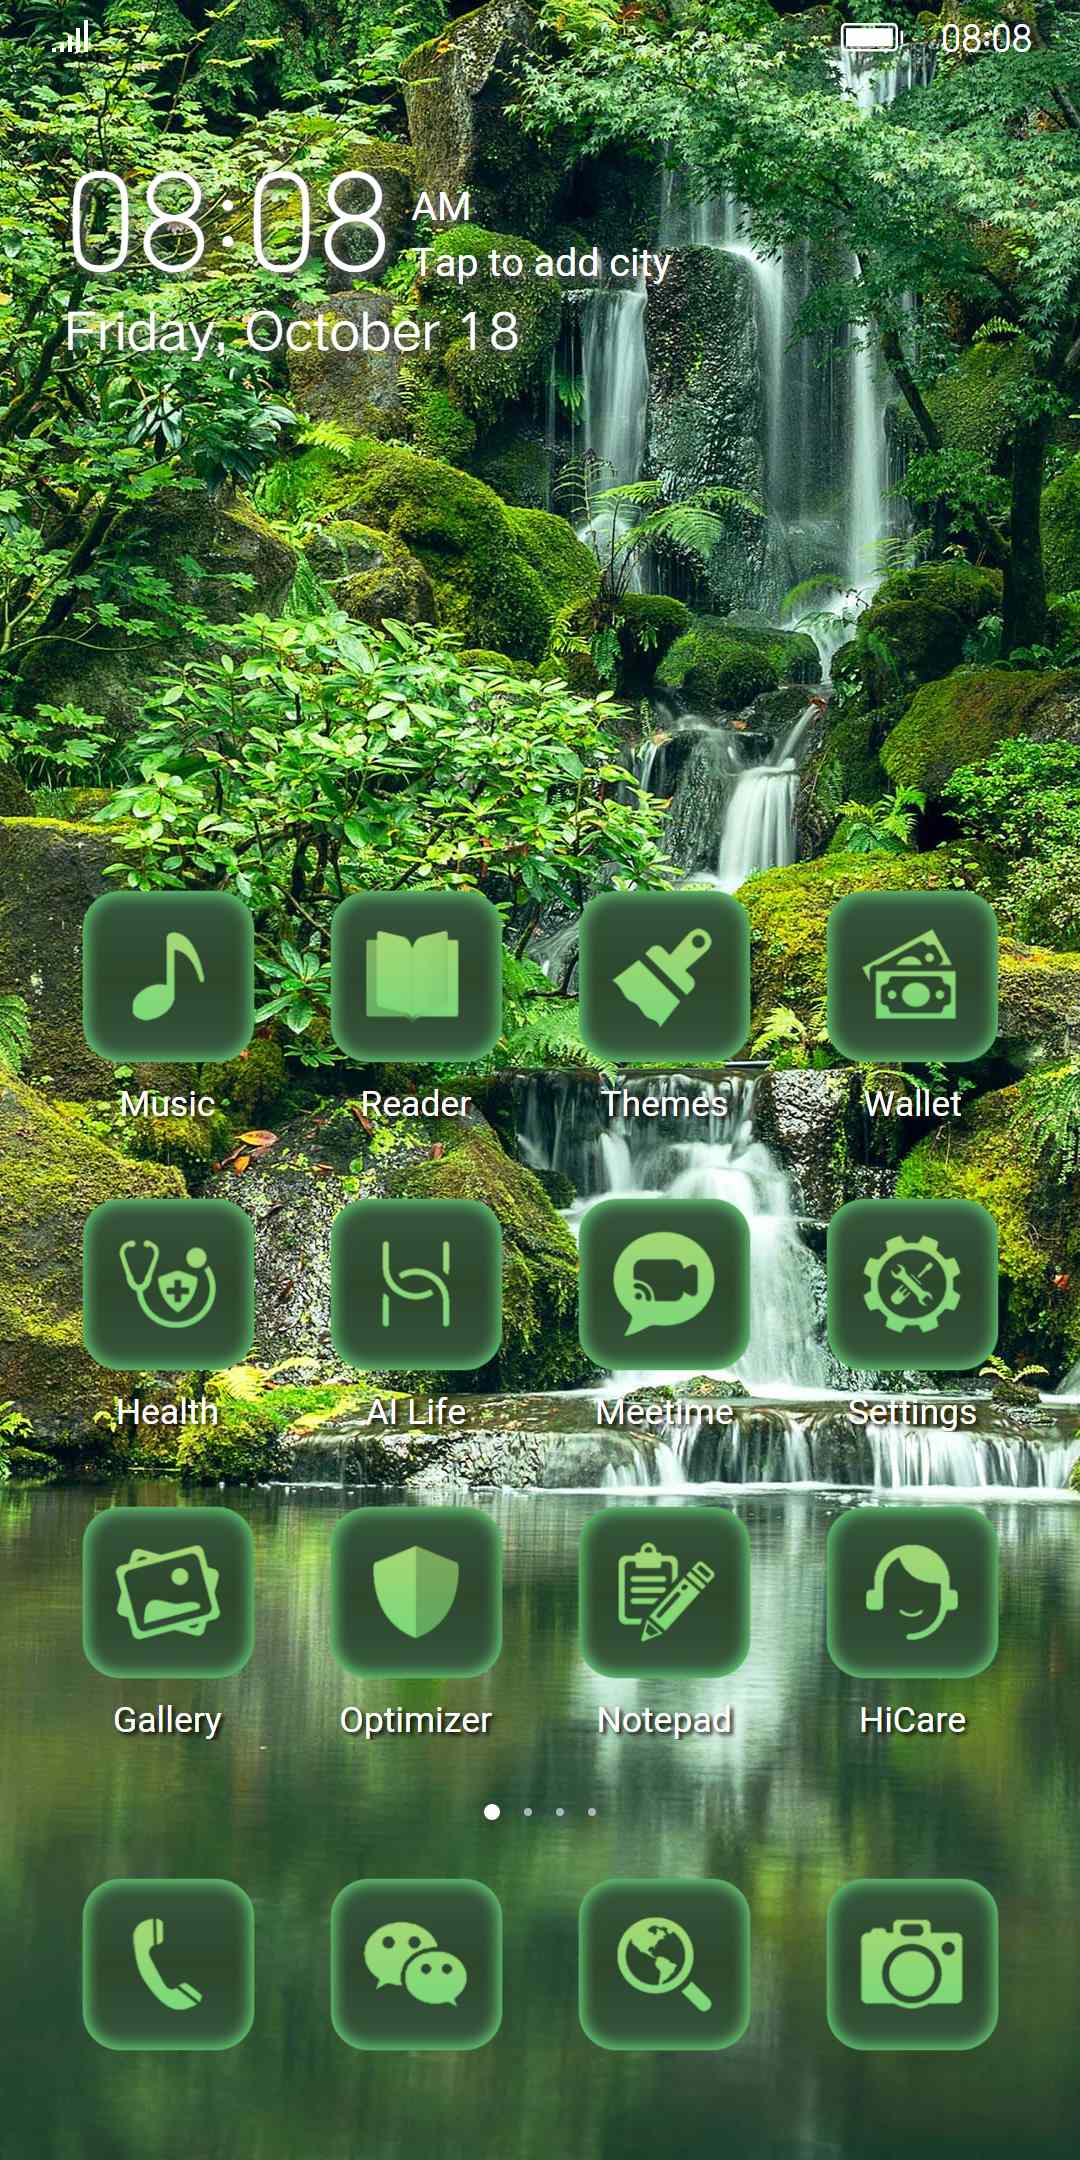 08:08
08:08 AM
Tap to add city
Friday, October 18
Music Reader Themes Wallet
Health AI Life Meetime Settings
Gallery Optimizer Notepad HiCare